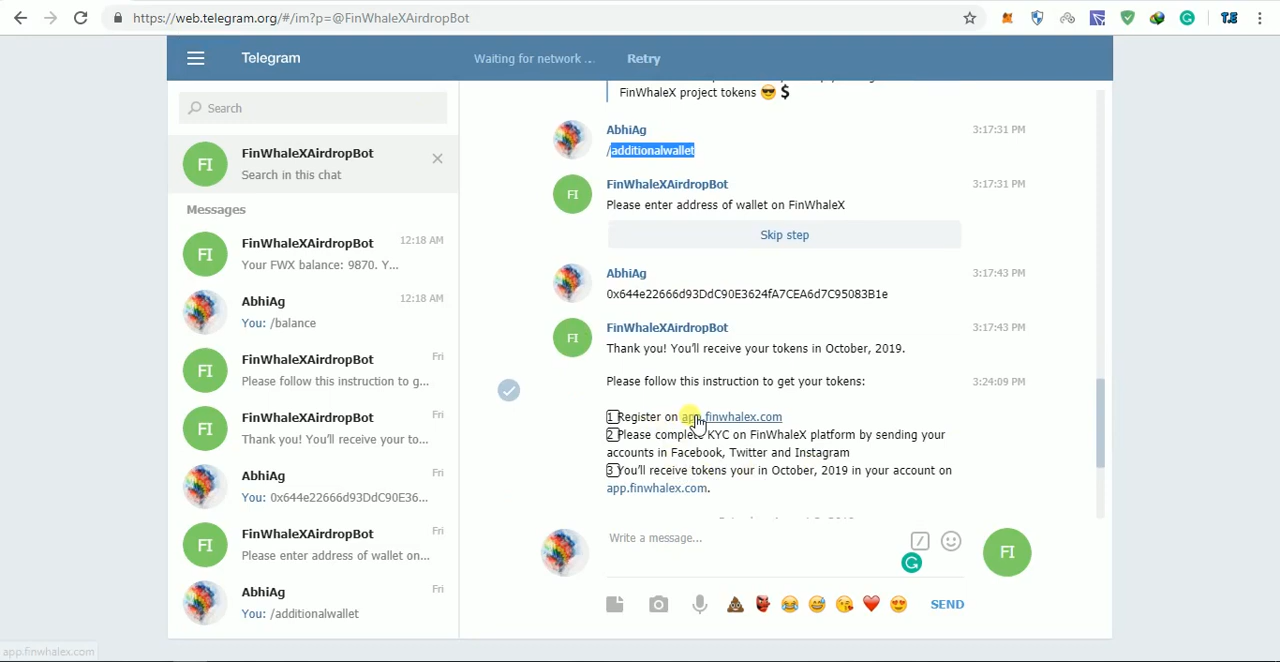 https://web.telegram.org/#/im?p=@FinWhaleXAirdropBot
T.E
Telegram
Waiting for network ...
Retry
Search
FI
FinWhaleXAirdropBot
Search in this chat
Messages
FI
FinWhaleXAirdropBot
12:18 AM
Your FWX balance: 9870. Y...
AbhiAg
12:18 AM
You: /balance
FI
FinWhaleXAirdropBot
Fri
Please follow this instruction to g...
FI
FinWhaleXAirdropBot
Fri
Thank you! You'll receive your to...
AbhiAg
Fri
You: 0x644e22666d93DdC90E36...
FI
FinWhaleXAirdropBot
Fri
Please enter address of wallet on...
AbhiAg
Fri
You: /additionalwallet
FinWhaleX project tokens 😎 $
AbhiAg
3:17:31 PM
/additionalwallet
FI
FinWhaleXAirdropBot
3:17:31 PM
Please enter address of wallet on FinWhaleX
Skip step
AbhiAg
3:17:43 PM
0x644e22666d93DdC90E3624fA7CEA6d7C95083B1e
FI
FinWhaleXAirdropBot
3:17:43 PM
Thank you! You'll receive your tokens in October, 2019.
Please follow this instruction to get your tokens:
3:24:09 PM
1 Register on app.finwhalex.com
2 Please complete KYC on FinWhaleX platform by sending your
accounts in Facebook, Twitter and Instagram
3 You'll receive tokens your in October, 2019 in your account on
app.finwhalex.com.
Write a message...
FI
SEND
app.finwhalex.com